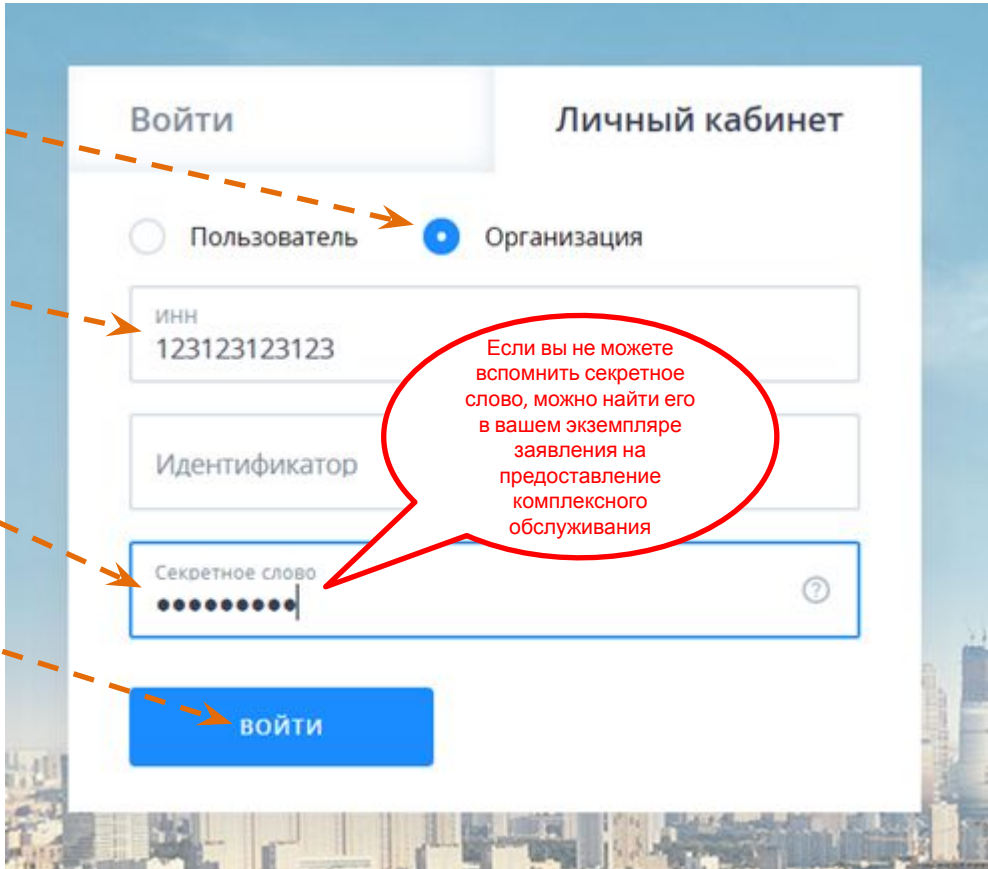 Войти
Личный кабинет
Пользователь
Организация
ИНН
123123123123
Если вы не можете
вспомнить секретное
слово, можно найти его
в вашем экземпляре
заявления на
предоставление
комплексного
обслуживания
Идентификатор
Секретное слово
•••••••••
?
ВОЙТИ